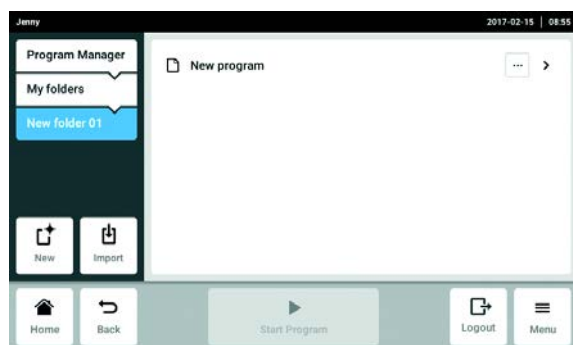 Jenny
2017-02-15 | 08:55
Program Manager
My folders
New folder 01
New program
...
New
Import
Home
Back
Start Program
Logout
Menu